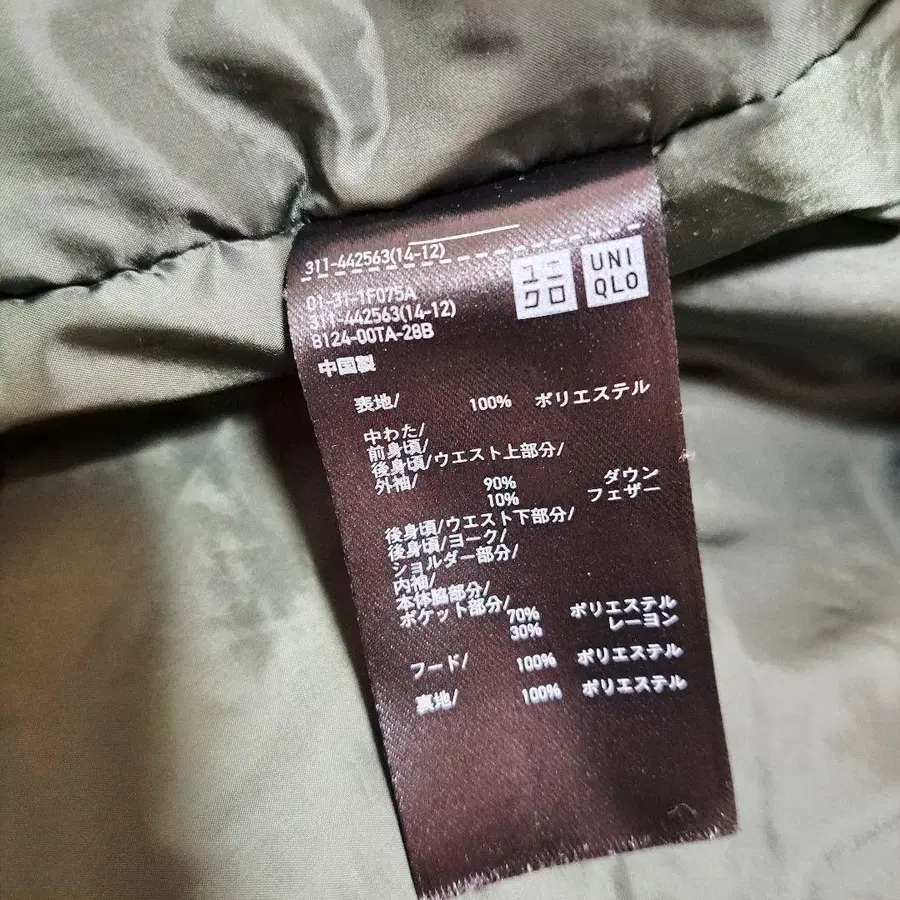 311-442563(14-12)
ユニ
クロ
UNI
QLO
01-31-1F075A
311-442563(14-12)
8124-00TA-28B
中国製
表地/ 100% ポリエステル
中わた/
前身頃/
後身頃/ウエスト上部分/
外袖/ 90% ダウン
10% フェザー
後身頃/ウエスト下部分/
後身頃/ヨーク/
ショルダー部分/
内袖/
本体脇部分/
ポケット部分/ 70% ポリエステル
30% レーヨン
フード/ 100% ポリエステル
裏地/ 100% ポリエステル